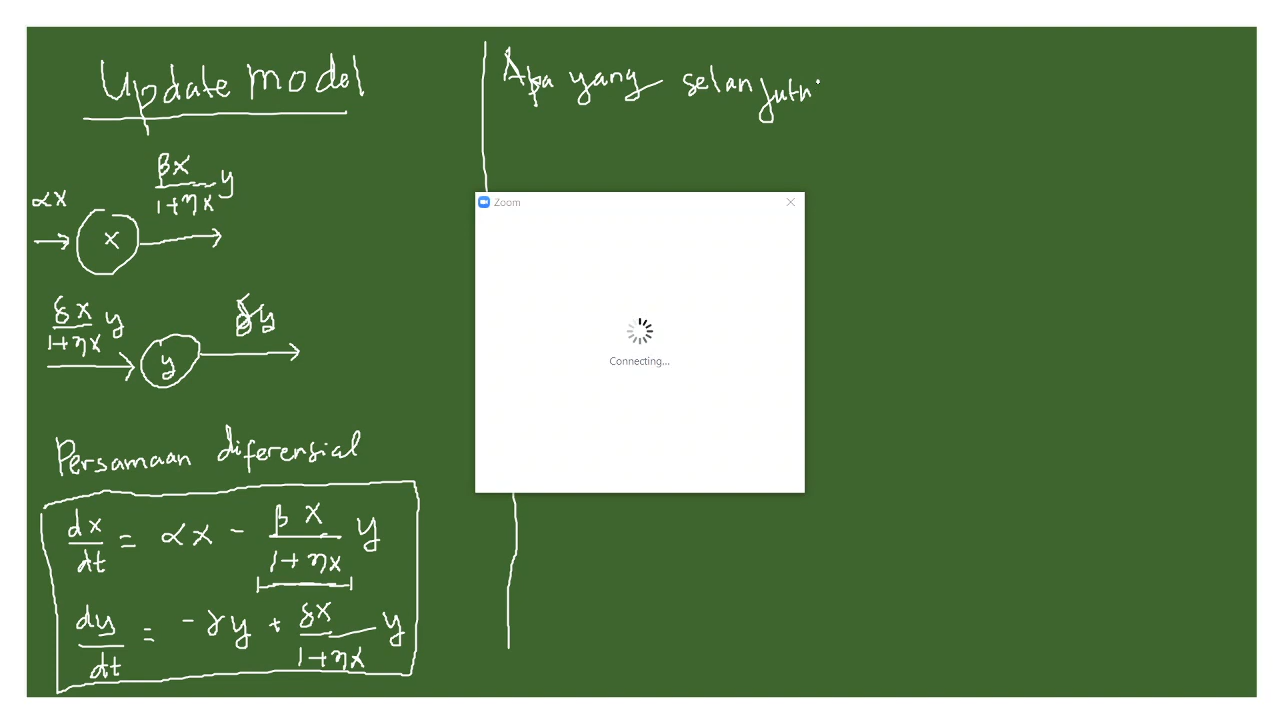 Update model
αx
βx
1+ηx y
x
δx
1+ηx y
γy
y
Persamaan diferensial
dx/dt = αx - βx/1+ηx y
dy/dt = -γy + δx/1+ηx y
Apa yang selanjutn
Zoom
Connecting...